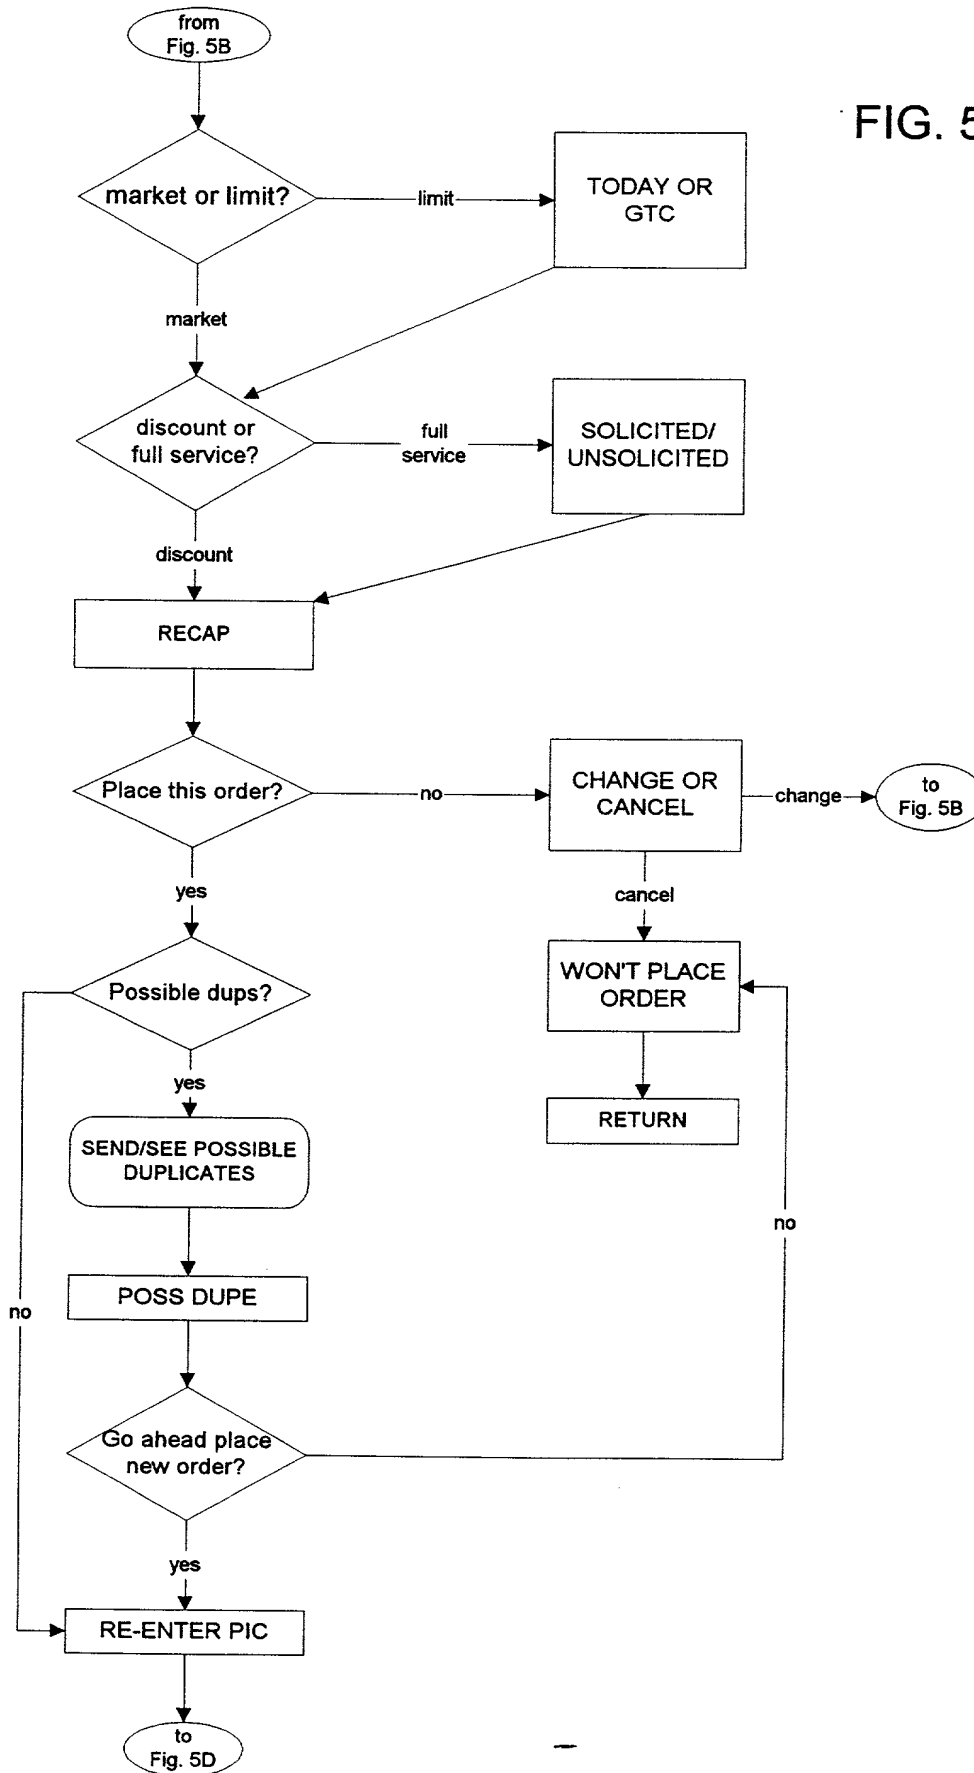 from
Fig. 5B
FIG. 5
market or limit?
limit
TODAY OR
GTC
market
discount or
full service?
full
service
SOLICITED/
UNSOLICITED
discount
RECAP
Place this order?
no
CHANGE OR
CANCEL
change
to
Fig. 5B
yes
cancel
Possible dups?
WON'T PLACE
ORDER
yes
RETURN
SEND/SEE POSSIBLE
DUPLICATES
no
POSS DUPE
no
Go ahead place
new order?
yes
RE-ENTER PIC
to
Fig. 5D